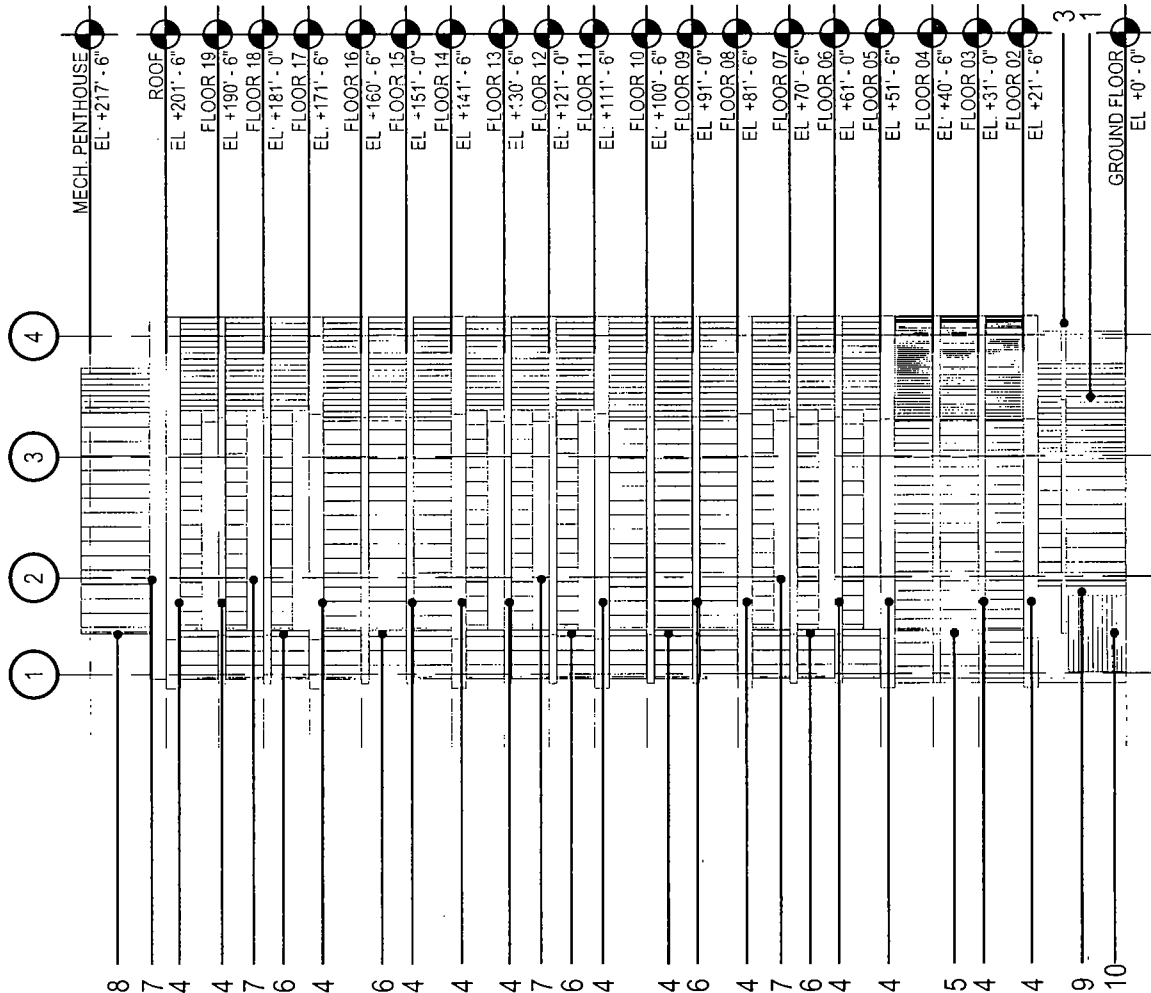 4
3
2
1
MECH. PENTHOUSE
EL. +217' - 6"
ROOF
EL +201' - 6"
FLOOR 19
EL +190' - 6"
FLOOR 18
EL. +181' - 0"
FLOOR 17
EL. +171' - 6"
FLOOR 16
EL +160' - 6"
FLOOR 15
EL +151' - 0"
FLOOR 14
EL +141' - 6"
FLOOR 13
EL +130' - 6"
FLOOR 12
EL +121' - 0"
FLOOR 11
EL. +111' - 6"
FLOOR 10
EL. +100' - 6"
FLOOR 09
EL +91' - 0"
FLOOR 08
EL +81' - 6"
FLOOR 07
EL +70' - 6"
FLOOR 06
EL +61' - 0"
FLOOR 05
EL +51' - 6"
FLOOR 04
EL. +40' - 6"
FLOOR 03
EL. +31' - 0"
FLOOR 02
EL +21' - 6"
3
1
GROUND FLOOR
EL +0' - 0"
8
7
4
4
7
6
4
6
4
4
4
7
6
4
6
4
4
7
6
4
4
5
4
4
9
10